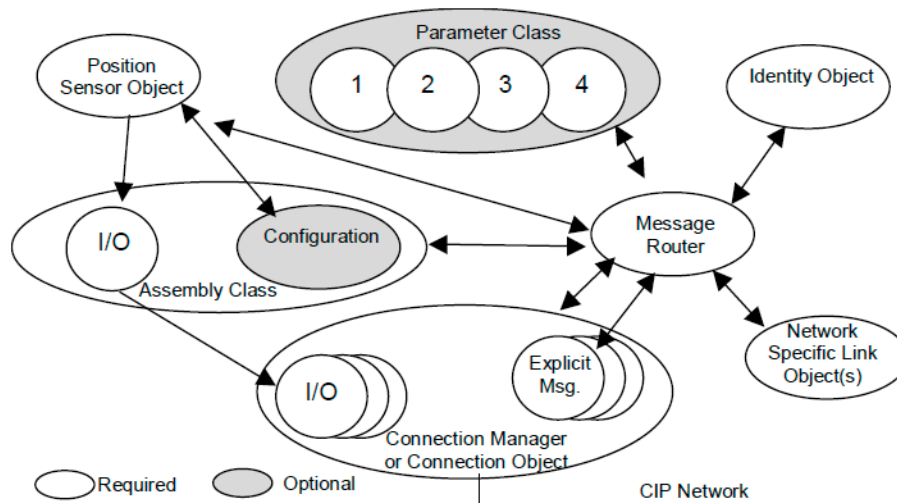 Parameter Class
1 2 3 4
Position
Sensor Object
Identity Object
I/O
Configuration
Assembly Class
Message
Router
I/O
Explicit
Msg.
Network
Specific Link
Object(s)
Connection Manager
or Connection Object
Required
Optional
CIP Network